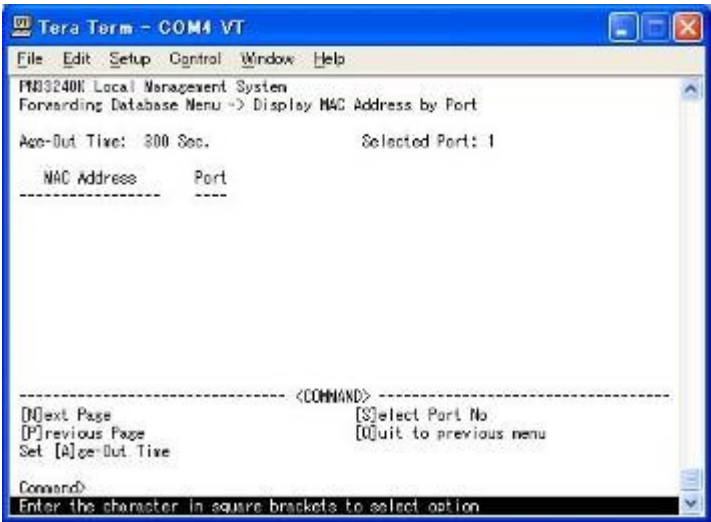 Tera Term - COM4 VT
File Edit Setup Control Window Help
PN33240K Local Management System
Forwarding Database Menu -> Display MAC Address by Port
Age-Out Time: 300 Sec. Selected Port: 1
MAC Address Port
----------------- ----
-------------------------------- <COMMAND> -----------------------------------
[N]ext Page [S]elect Port No
[P]revious Page [Q]uit to previous menu
Set [A]ge-Out Time
Command>
Enter the character in square brackets to select option